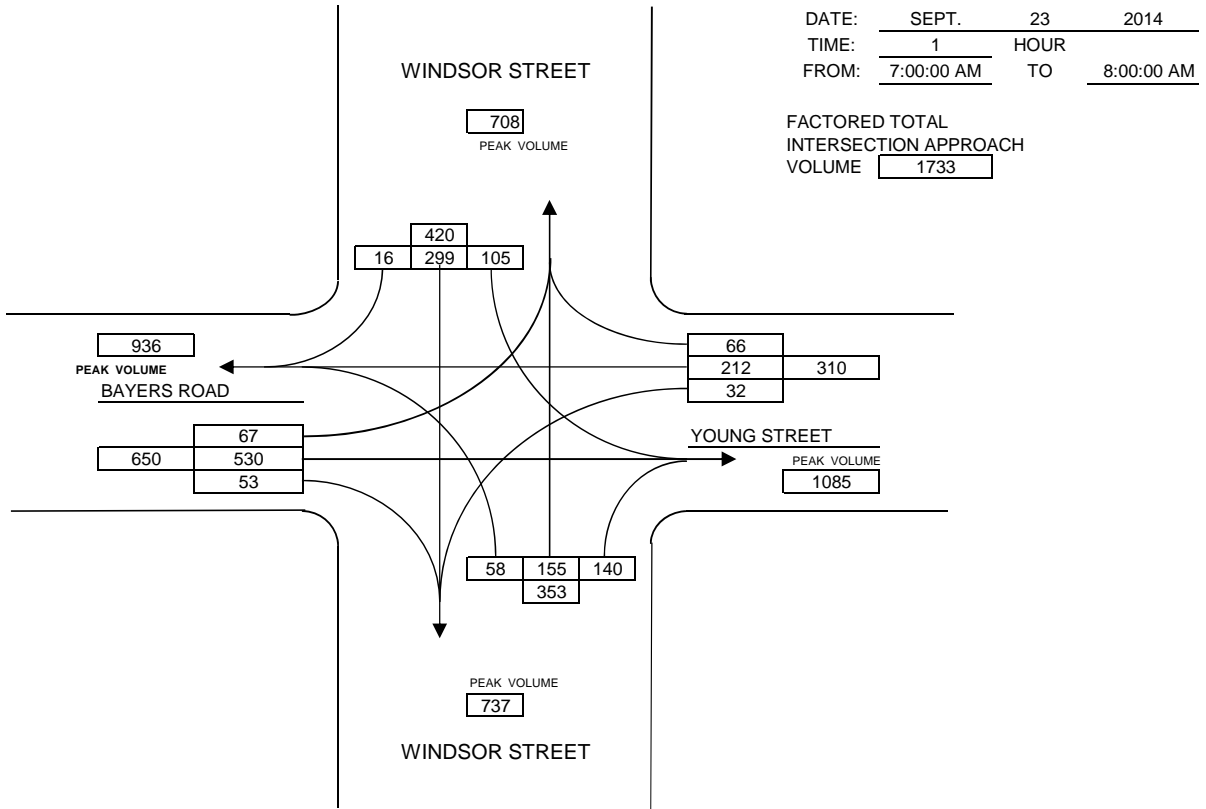 DATE: SEPT. 23 2014
TIME: 1 HOUR
FROM: 7:00:00 AM TO 8:00:00 AM
WINDSOR STREET
708
PEAK VOLUME
FACTORED TOTAL
INTERSECTION APPROACH
VOLUME 1733
420
16 299 105
936
PEAK VOLUME
BAYERS ROAD
66
212 310
32
67
650 530
53
YOUNG STREET
PEAK VOLUME
1085
58 155 140
353
PEAK VOLUME
737
WINDSOR STREET